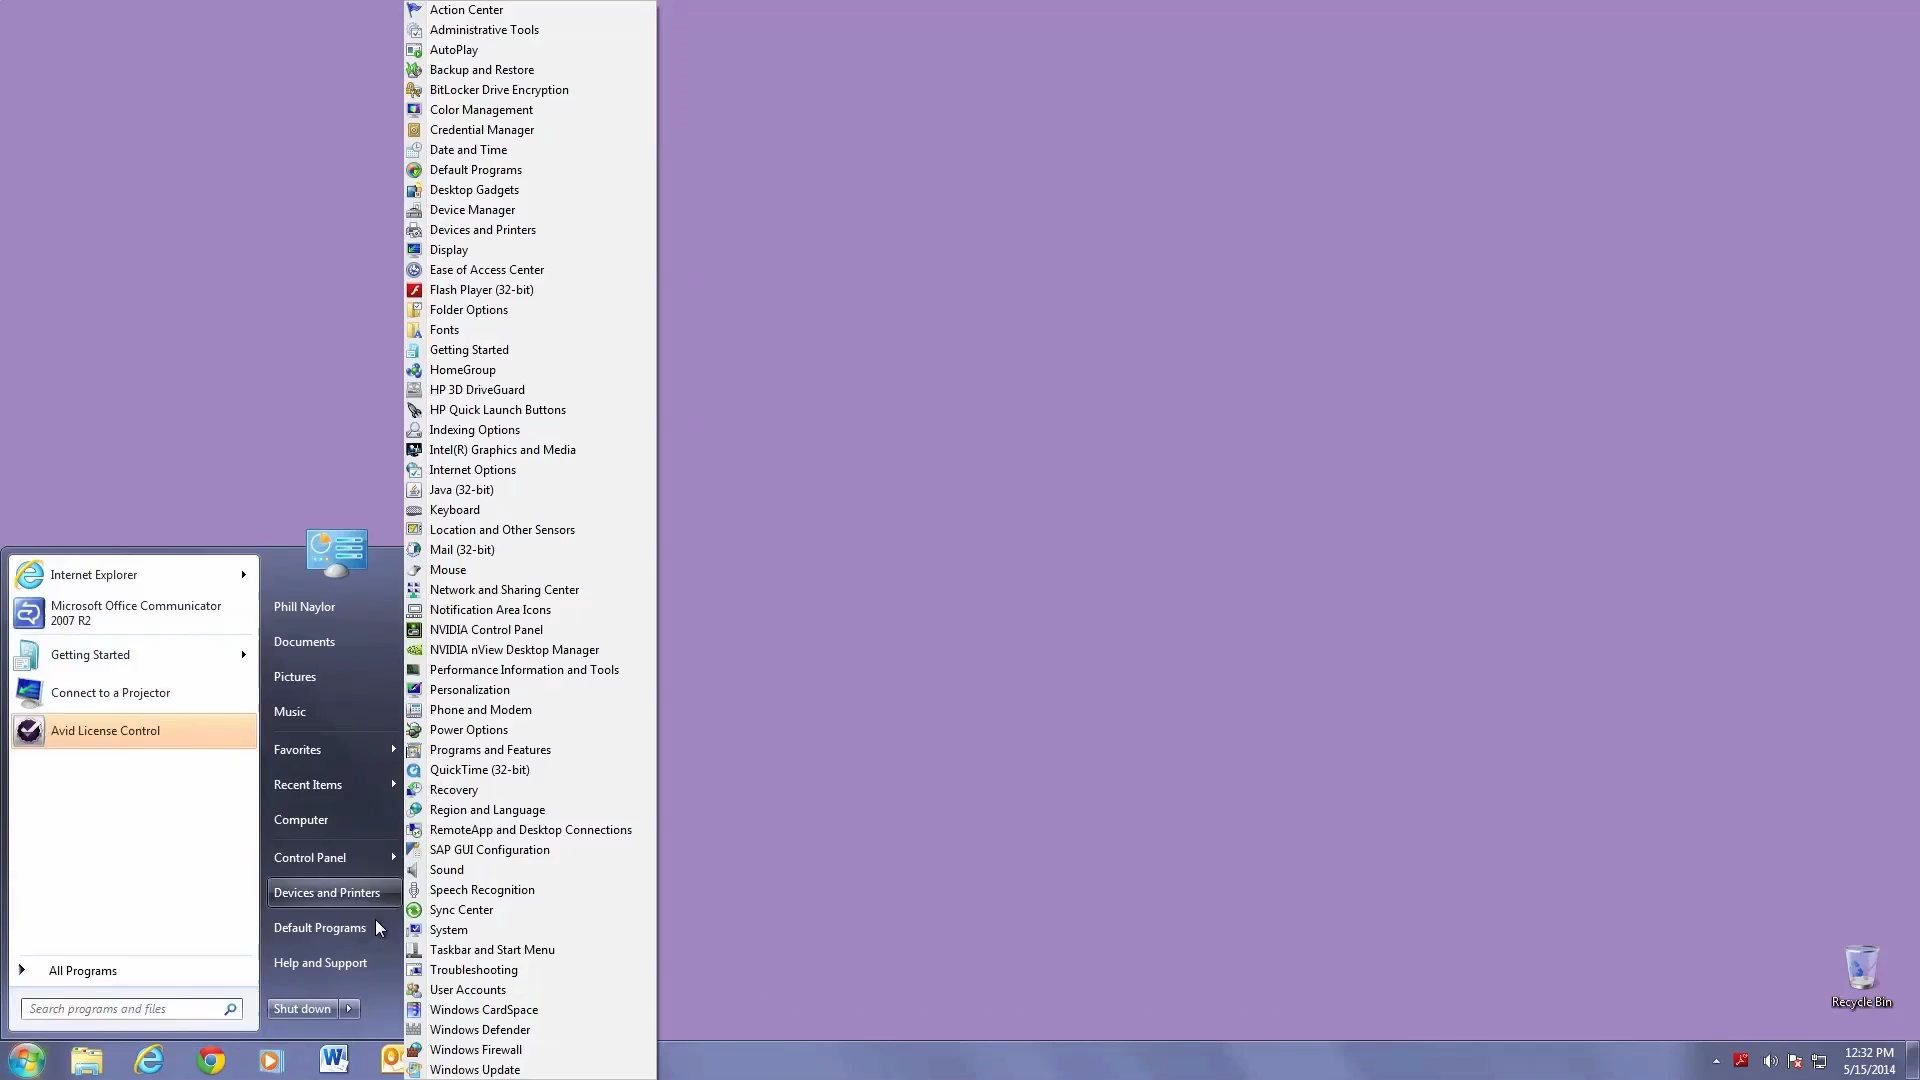 Action Center
Administrative Tools
AutoPlay
Backup and Restore
BitLocker Drive Encryption
Color Management
Credential Manager
Date and Time
Default Programs
Desktop Gadgets
Device Manager
Devices and Printers
Display
Ease of Access Center
Flash Player (32-bit)
Folder Options
Fonts
Getting Started
HomeGroup
HP 3D DriveGuard
HP Quick Launch Buttons
Indexing Options
Intel(R) Graphics and Media
Internet Options
Java (32-bit)
Keyboard
Location and Other Sensors
Mail (32-bit)
Mouse
Network and Sharing Center
Notification Area Icons
NVIDIA Control Panel
NVIDIA nView Desktop Manager
Performance Information and Tools
Personalization
Phone and Modem
Power Options
Programs and Features
QuickTime (32-bit)
Recovery
Region and Language
RemoteApp and Desktop Connections
SAP GUI Configuration
Sound
Speech Recognition
Sync Center
System
Taskbar and Start Menu
Troubleshooting
User Accounts
Windows CardSpace
Windows Defender
Windows Firewall
Windows Update
Internet Explorer
Microsoft Office Communicator
2007 R2
Getting Started
Connect to a Projector
Avid License Control
All Programs
Search programs and files
Phill Naylor
Documents
Pictures
Music
Favorites
Recent Items
Computer
Control Panel
Devices and Printers
Default Programs
Help and Support
Shut down
Recycle Bin
12:32 PM
5/15/2014